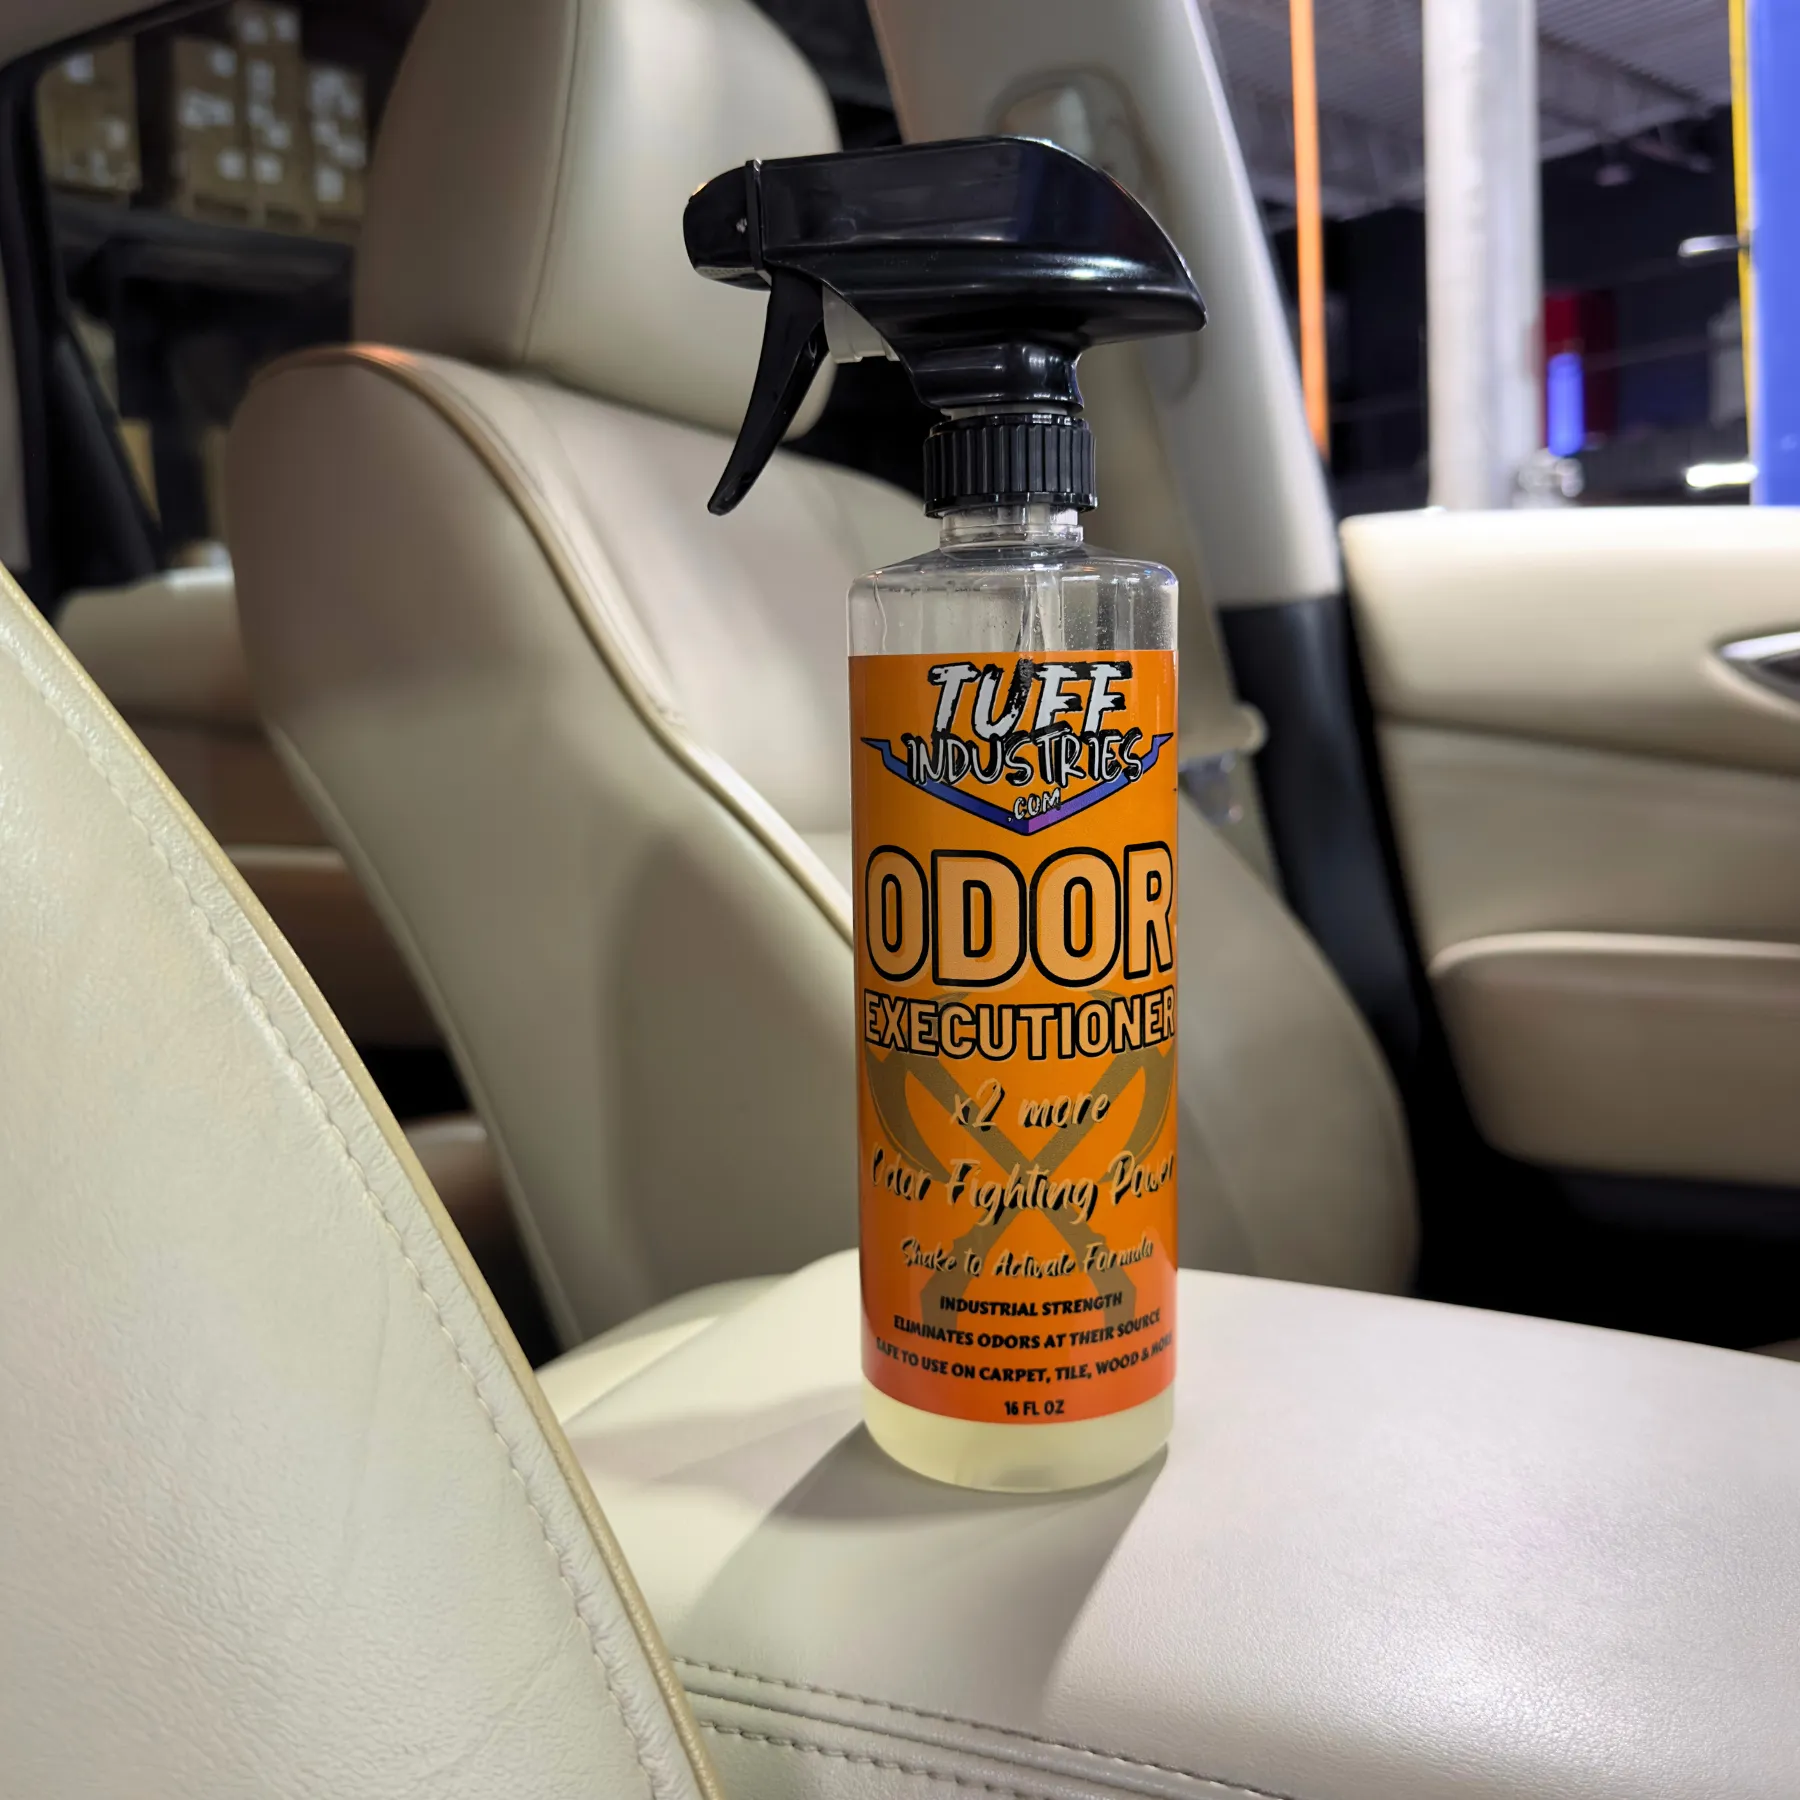 TUFF
INDUSTRIES
.COM
ODOR
EXECUTIONER
x2 more
Odor Fighting Power
Shake to Activate Formula
INDUSTRIAL STRENGTH
ELIMINATES ODORS AT THEIR SOURCE
SAFE TO USE ON CARPET, TILE, WOOD & MORE
16 FL OZ